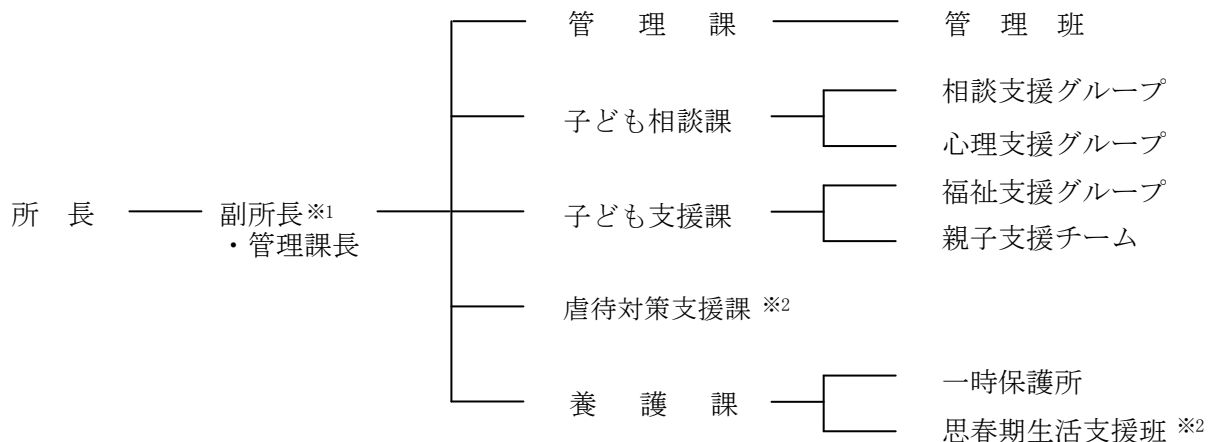 管理課
管理班
子ども相談課
相談支援グループ
心理支援グループ
所長
副所長※1
・管理課長
子ども支援課
福祉支援グループ
親子支援チーム
虐待対策支援課 ※2
養護課
一時保護所
思春期生活支援班 ※2